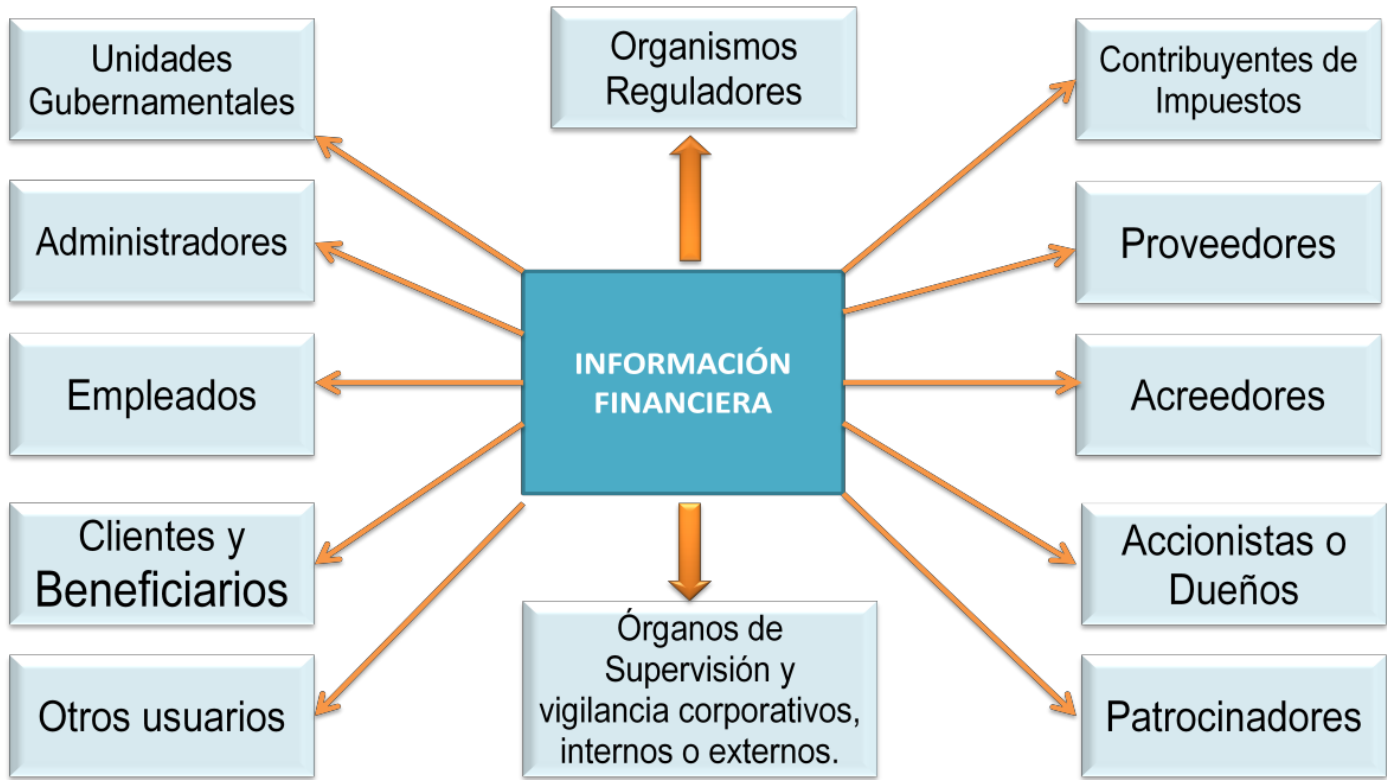 Unidades
Gubernamentales
Organismos
Reguladores
Contribuyentes de
Impuestos
Administradores
Proveedores
Empleados
INFORMACIÓN
FINANCIERA
Acreedores
Clientes y
Beneficiarios
Accionistas o
Dueños
Otros usuarios
Órganos de
Supervisión y
vigilancia corporativos,
internos o externos.
Patrocinadores